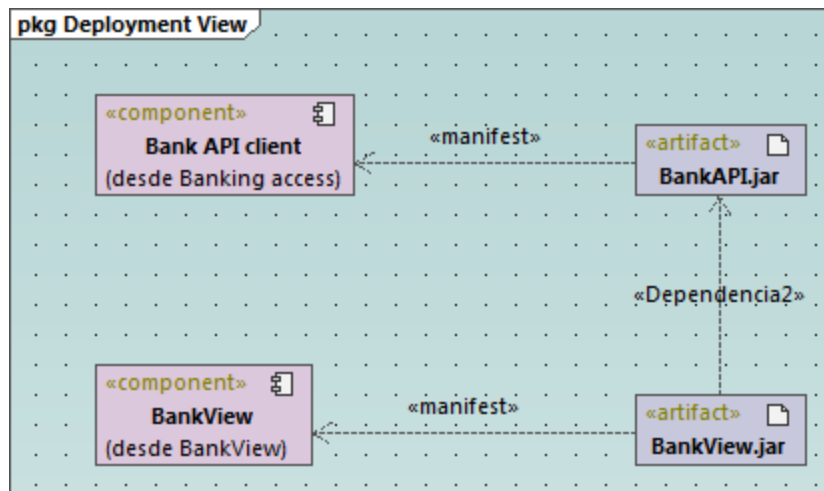 pkg Deployment View
«component»
Bank API client
(desde Banking access)
«manifest»
«artifact»
BankAPI.jar
«Dependencia2»
«component»
BankView
(desde BankView)
«manifest»
«artifact»
BankView.jar